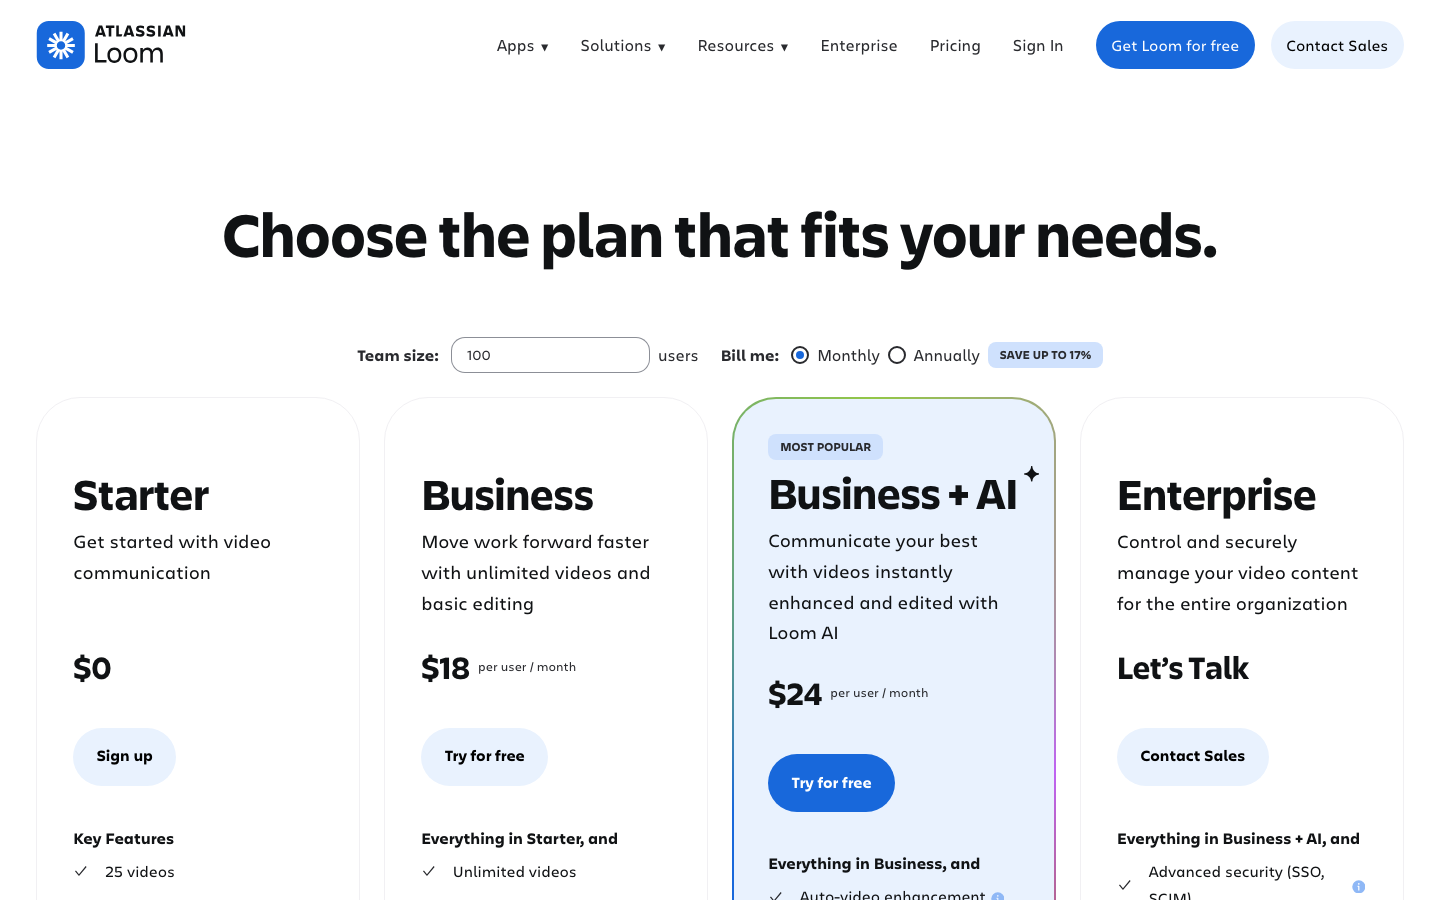 ATLASSIAN
Loom
Apps ▾
Solutions ▾
Resources ▾
Enterprise
Pricing
Sign In
Get Loom for free
Contact Sales
Choose the plan that fits your needs.
Team size: 100 users
Bill me: Monthly Annually SAVE UP TO 17%
Starter
Get started with video
communication
$0
Sign up
Key Features
25 videos
Business
Move work forward faster
with unlimited videos and
basic editing
$18 per user / month
Try for free
Everything in Starter, and
Unlimited videos
MOST POPULAR
Business + AI
Communicate your best
with videos instantly
enhanced and edited with
Loom AI
$24 per user / month
Try for free
Everything in Business, and
Auto-video enhancement
Enterprise
Control and securely
manage your video content
for the entire organization
Let's Talk
Contact Sales
Everything in Business + AI, and
Advanced security (SSO,
SCIM)